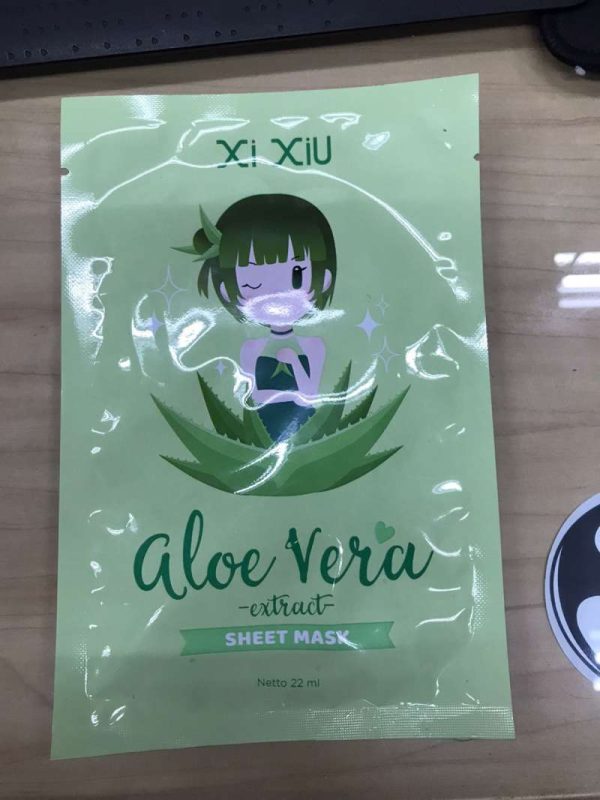 Xi XiU
Aloe Vera
-extract-
SHEET MASK
Netto 22 ml